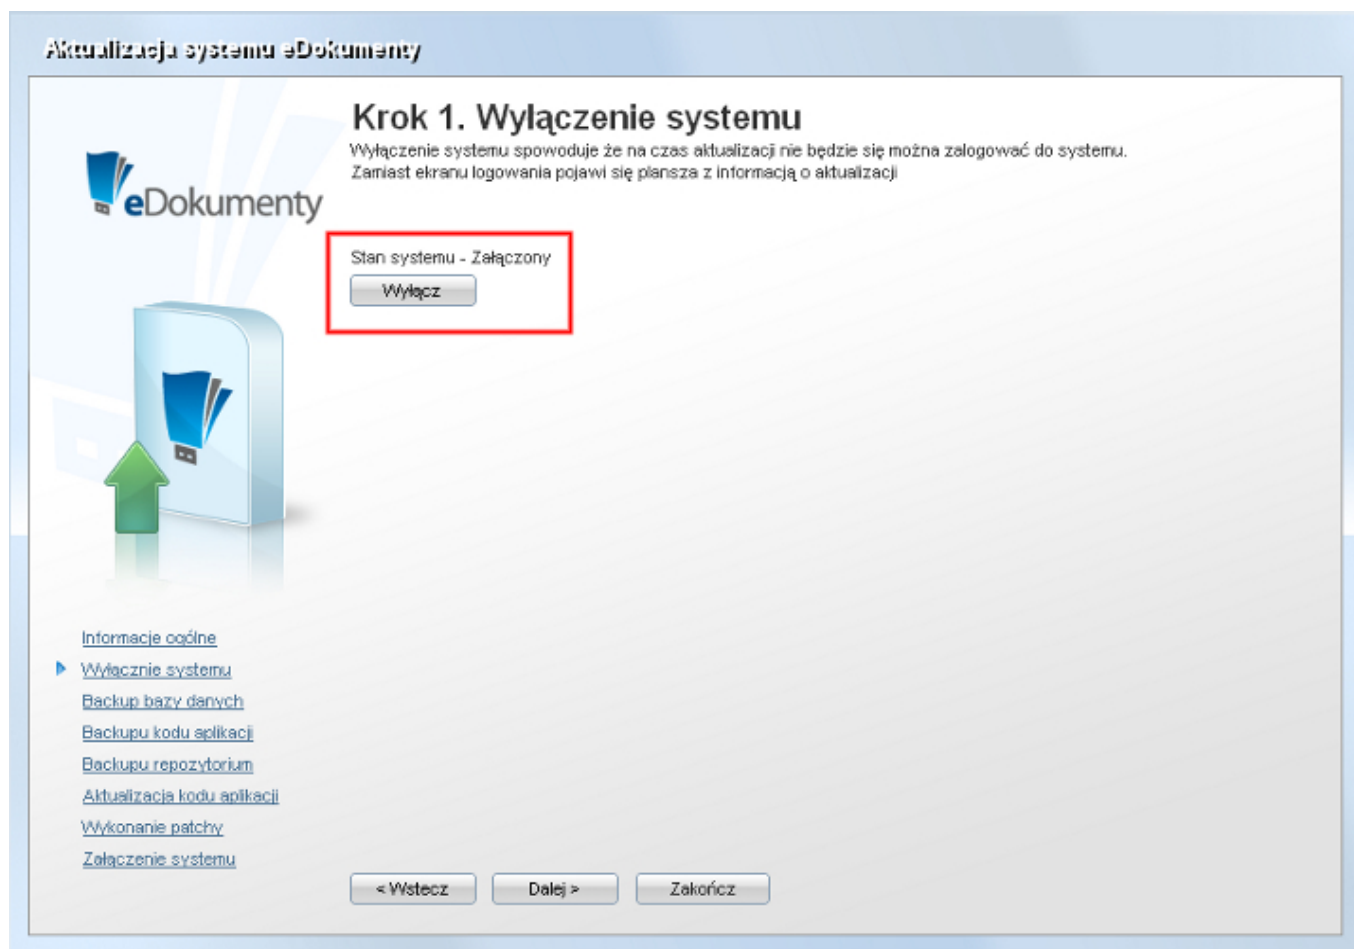 Aktualizacja systemu eDokumenty
Krok 1. Wyłączenie systemu
Wyłączenie systemu spowoduje że na czas aktualizacji nie będzie się można zalogować do systemu.
Zamiast ekranu logowania pojawi się plansza z informacją o aktualizacji
eDokumenty
Stan systemu - Załączony
Wyłącz
Informacje ogólne
Wyłącznie systemu
Backup bazy danych
Backupu kodu aplikacji
Backupu repozytorium
Aktualizacja kodu aplikacji
Wykonanie patchy
Załączenie systemu
< Wstecz Dalej > Zakończ